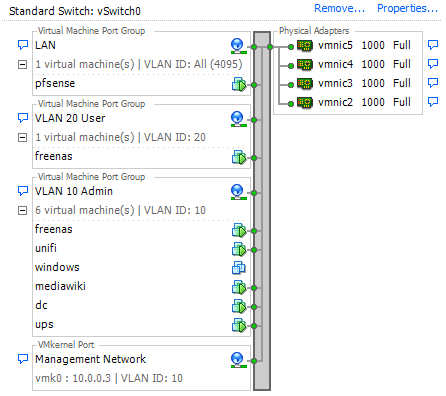 Standard Switch: vSwitch0
Remove... Properties...
Virtual Machine Port Group
LAN
1 virtual machine(s) | VLAN ID: All (4095)
pfsense
Virtual Machine Port Group
VLAN 20 User
1 virtual machine(s) | VLAN ID: 20
freenas
Virtual Machine Port Group
VLAN 10 Admin
6 virtual machine(s) | VLAN ID: 10
freenas
unifi
windows
mediawiki
dc
ups
VMkernel Port
Management Network
vmk0 : 10.0.0.3 | VLAN ID: 10
Physical Adapters
vmnic5 1000 Full
vmnic4 1000 Full
vmnic3 1000 Full
vmnic2 1000 Full